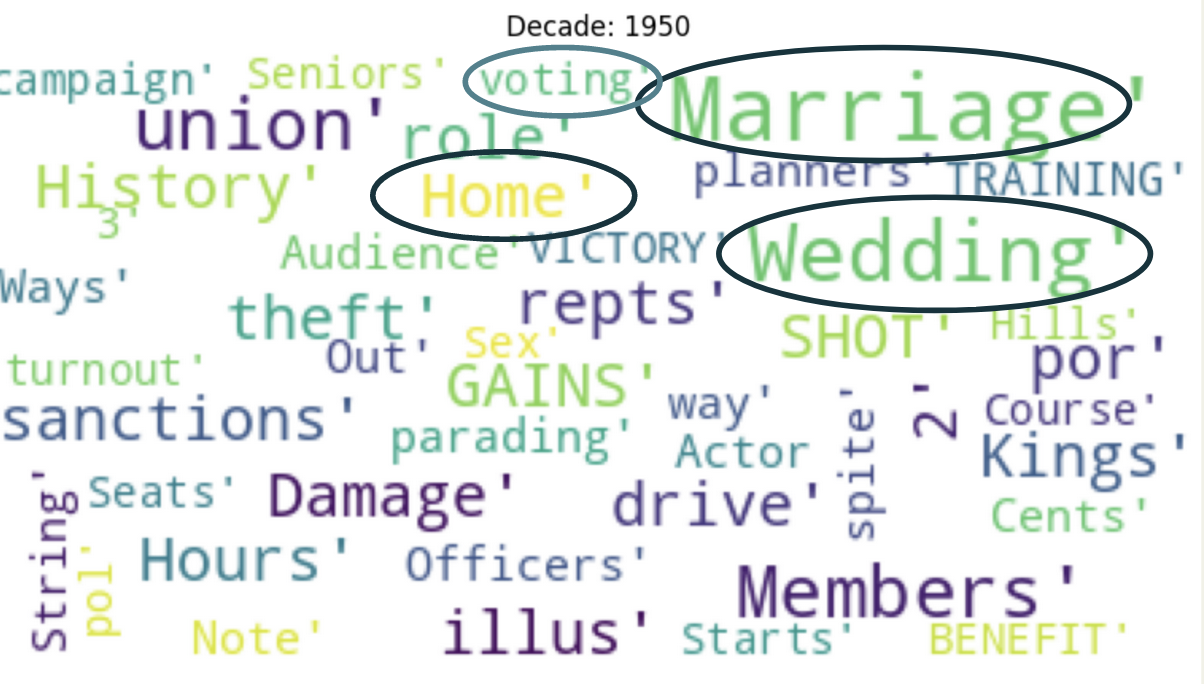 Decade: 1950
campaign' Seniors' voting' Marriage'
union' role'
History' Home' planners' TRAINING'
3'
Audience' VICTORY' Wedding'
Ways'
theft' repts'
Out' Sex' SHOT' Hills'
turnout' GAINS' por'
sanctions' way' 2' Course'
parading' Actor spite' Kings'
String' Seats' Damage' drive' Cents'
pol' Hours' Officers' Members'
Note' illus' Starts' BENEFIT'